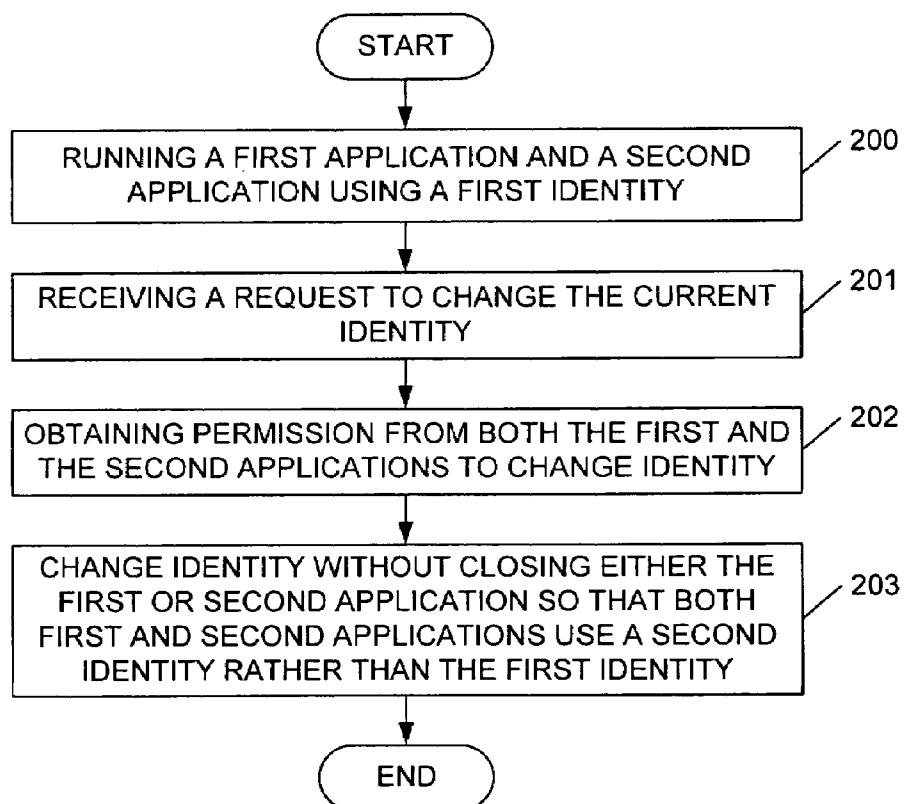 START
RUNNING A FIRST APPLICATION AND A SECOND
APPLICATION USING A FIRST IDENTITY
200
RECEIVING A REQUEST TO CHANGE THE CURRENT
IDENTITY
201
OBTAINING PERMISSION FROM BOTH THE FIRST AND
THE SECOND APPLICATIONS TO CHANGE IDENTITY
202
CHANGE IDENTITY WITHOUT CLOSING EITHER THE
FIRST OR SECOND APPLICATION SO THAT BOTH
FIRST AND SECOND APPLICATIONS USE A SECOND
IDENTITY RATHER THAN THE FIRST IDENTITY
203
END